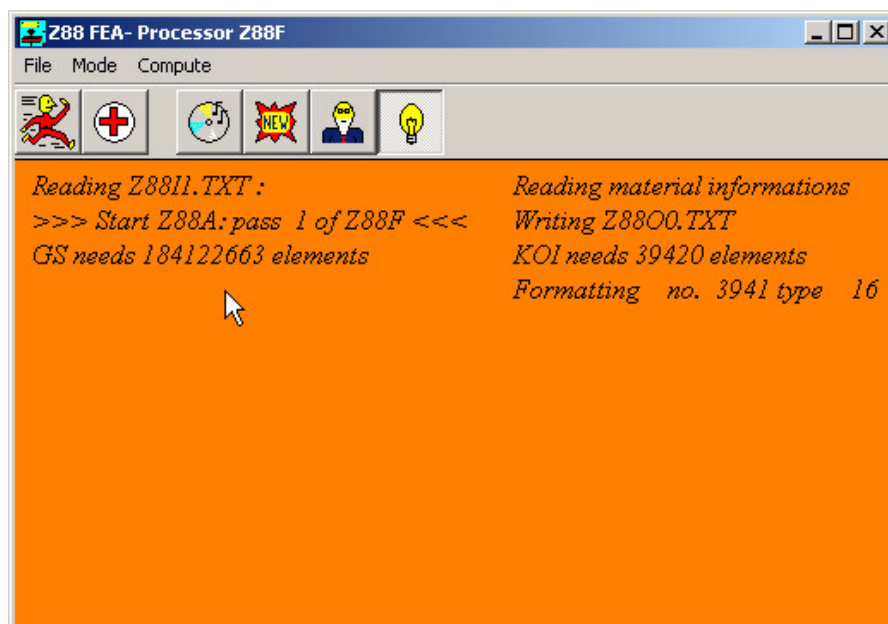 Z88 FEA- Processor Z88F
File Mode Compute
NEW
Reading Z88I1.TXT : Reading material informations
>>> Start Z88A: pass 1 of Z88F <<< Writing Z88O0.TXT
GS needs 184122663 elements KOI needs 39420 elements
Formatting no. 3941 type 16